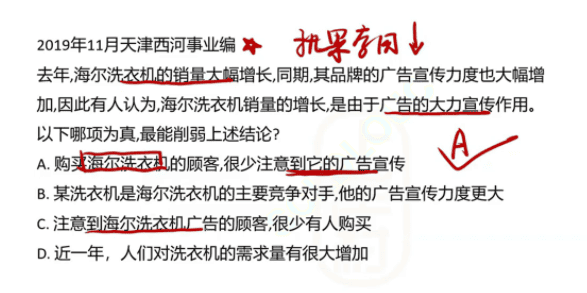 2019年11月天津西河事业编 执果索因↓
去年,海尔洗衣机的销量大幅增长,同期,其品牌的广告宣传力度也大幅增
加,因此有人认为,海尔洗衣机销量的增长,是由于广告的大力宣传作用。
以下哪项为真,最能削弱上述结论?
A. 购买海尔洗衣机的顾客,很少注意到它的广告宣传
A
B. 某洗衣机是海尔洗衣机的主要竞争对手,他的广告宣传力度更大
C. 注意到海尔洗衣机广告的顾客,很少有人购买
D. 近一年，人们对洗衣机的需求量有很大增加